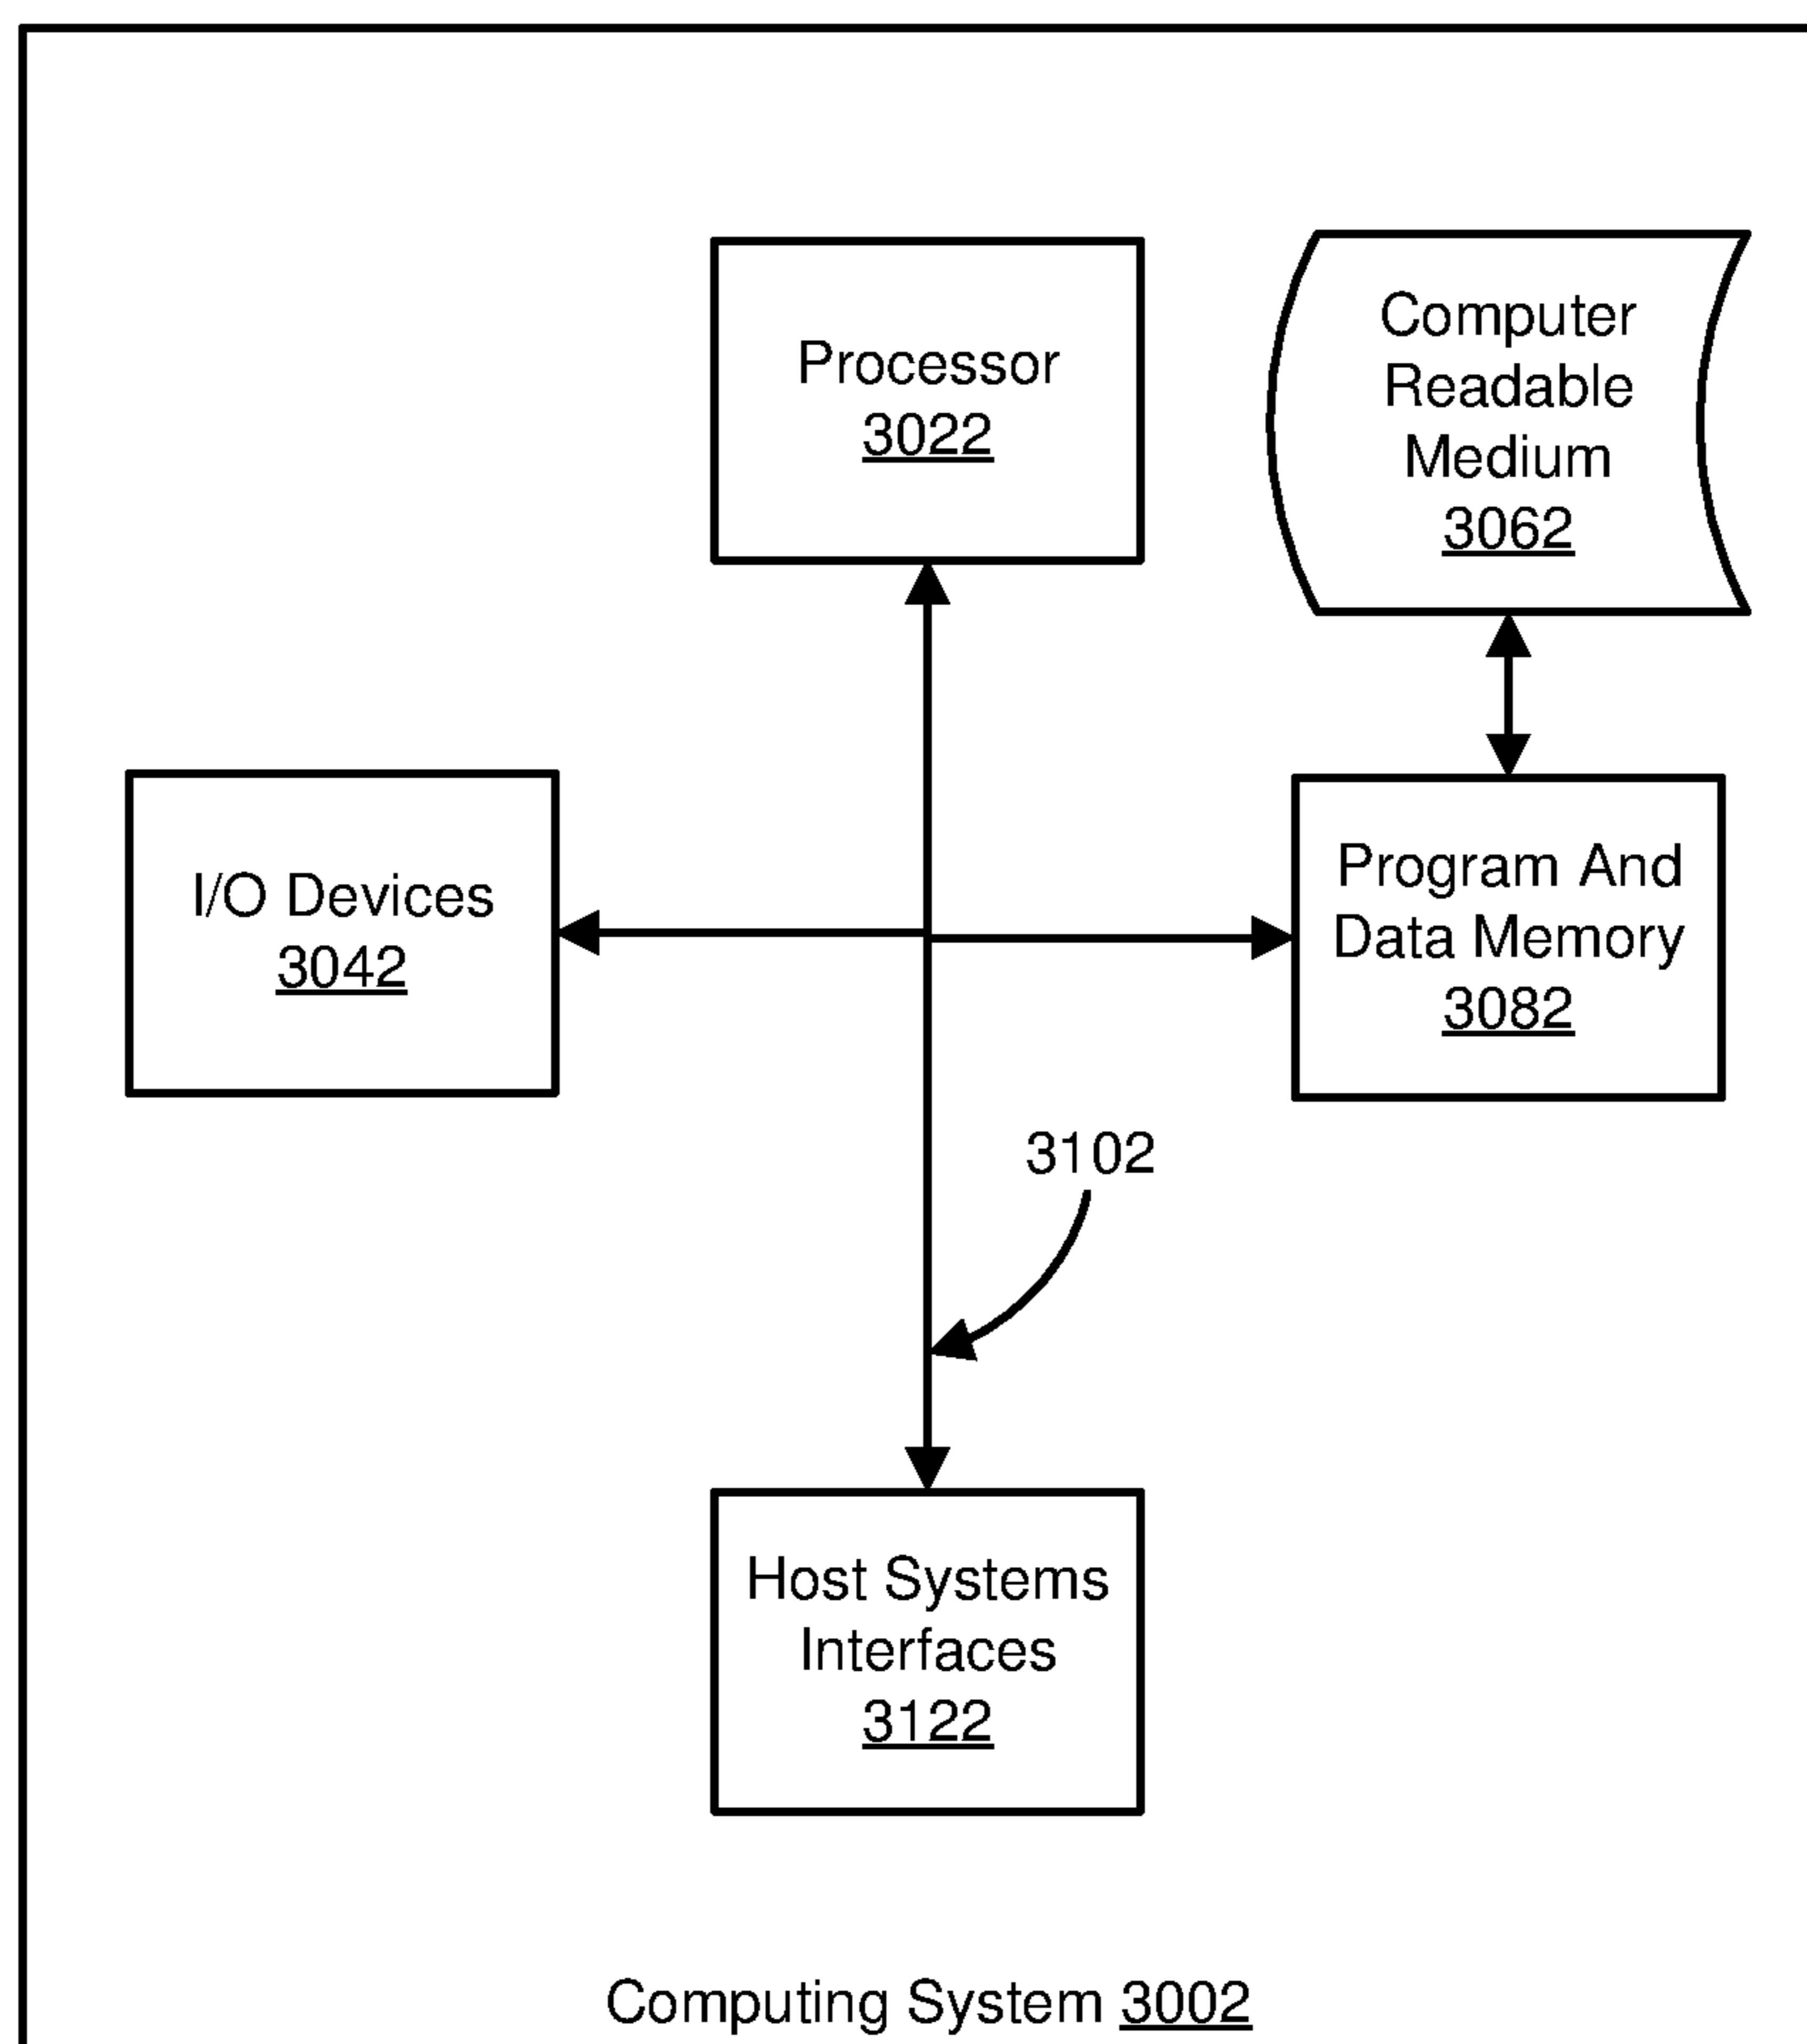 Processor
3022
Computer
Readable
Medium
3062
I/O Devices
3042
Program And
Data Memory
3082
3102
Host Systems
Interfaces
3122
Computing System 3002